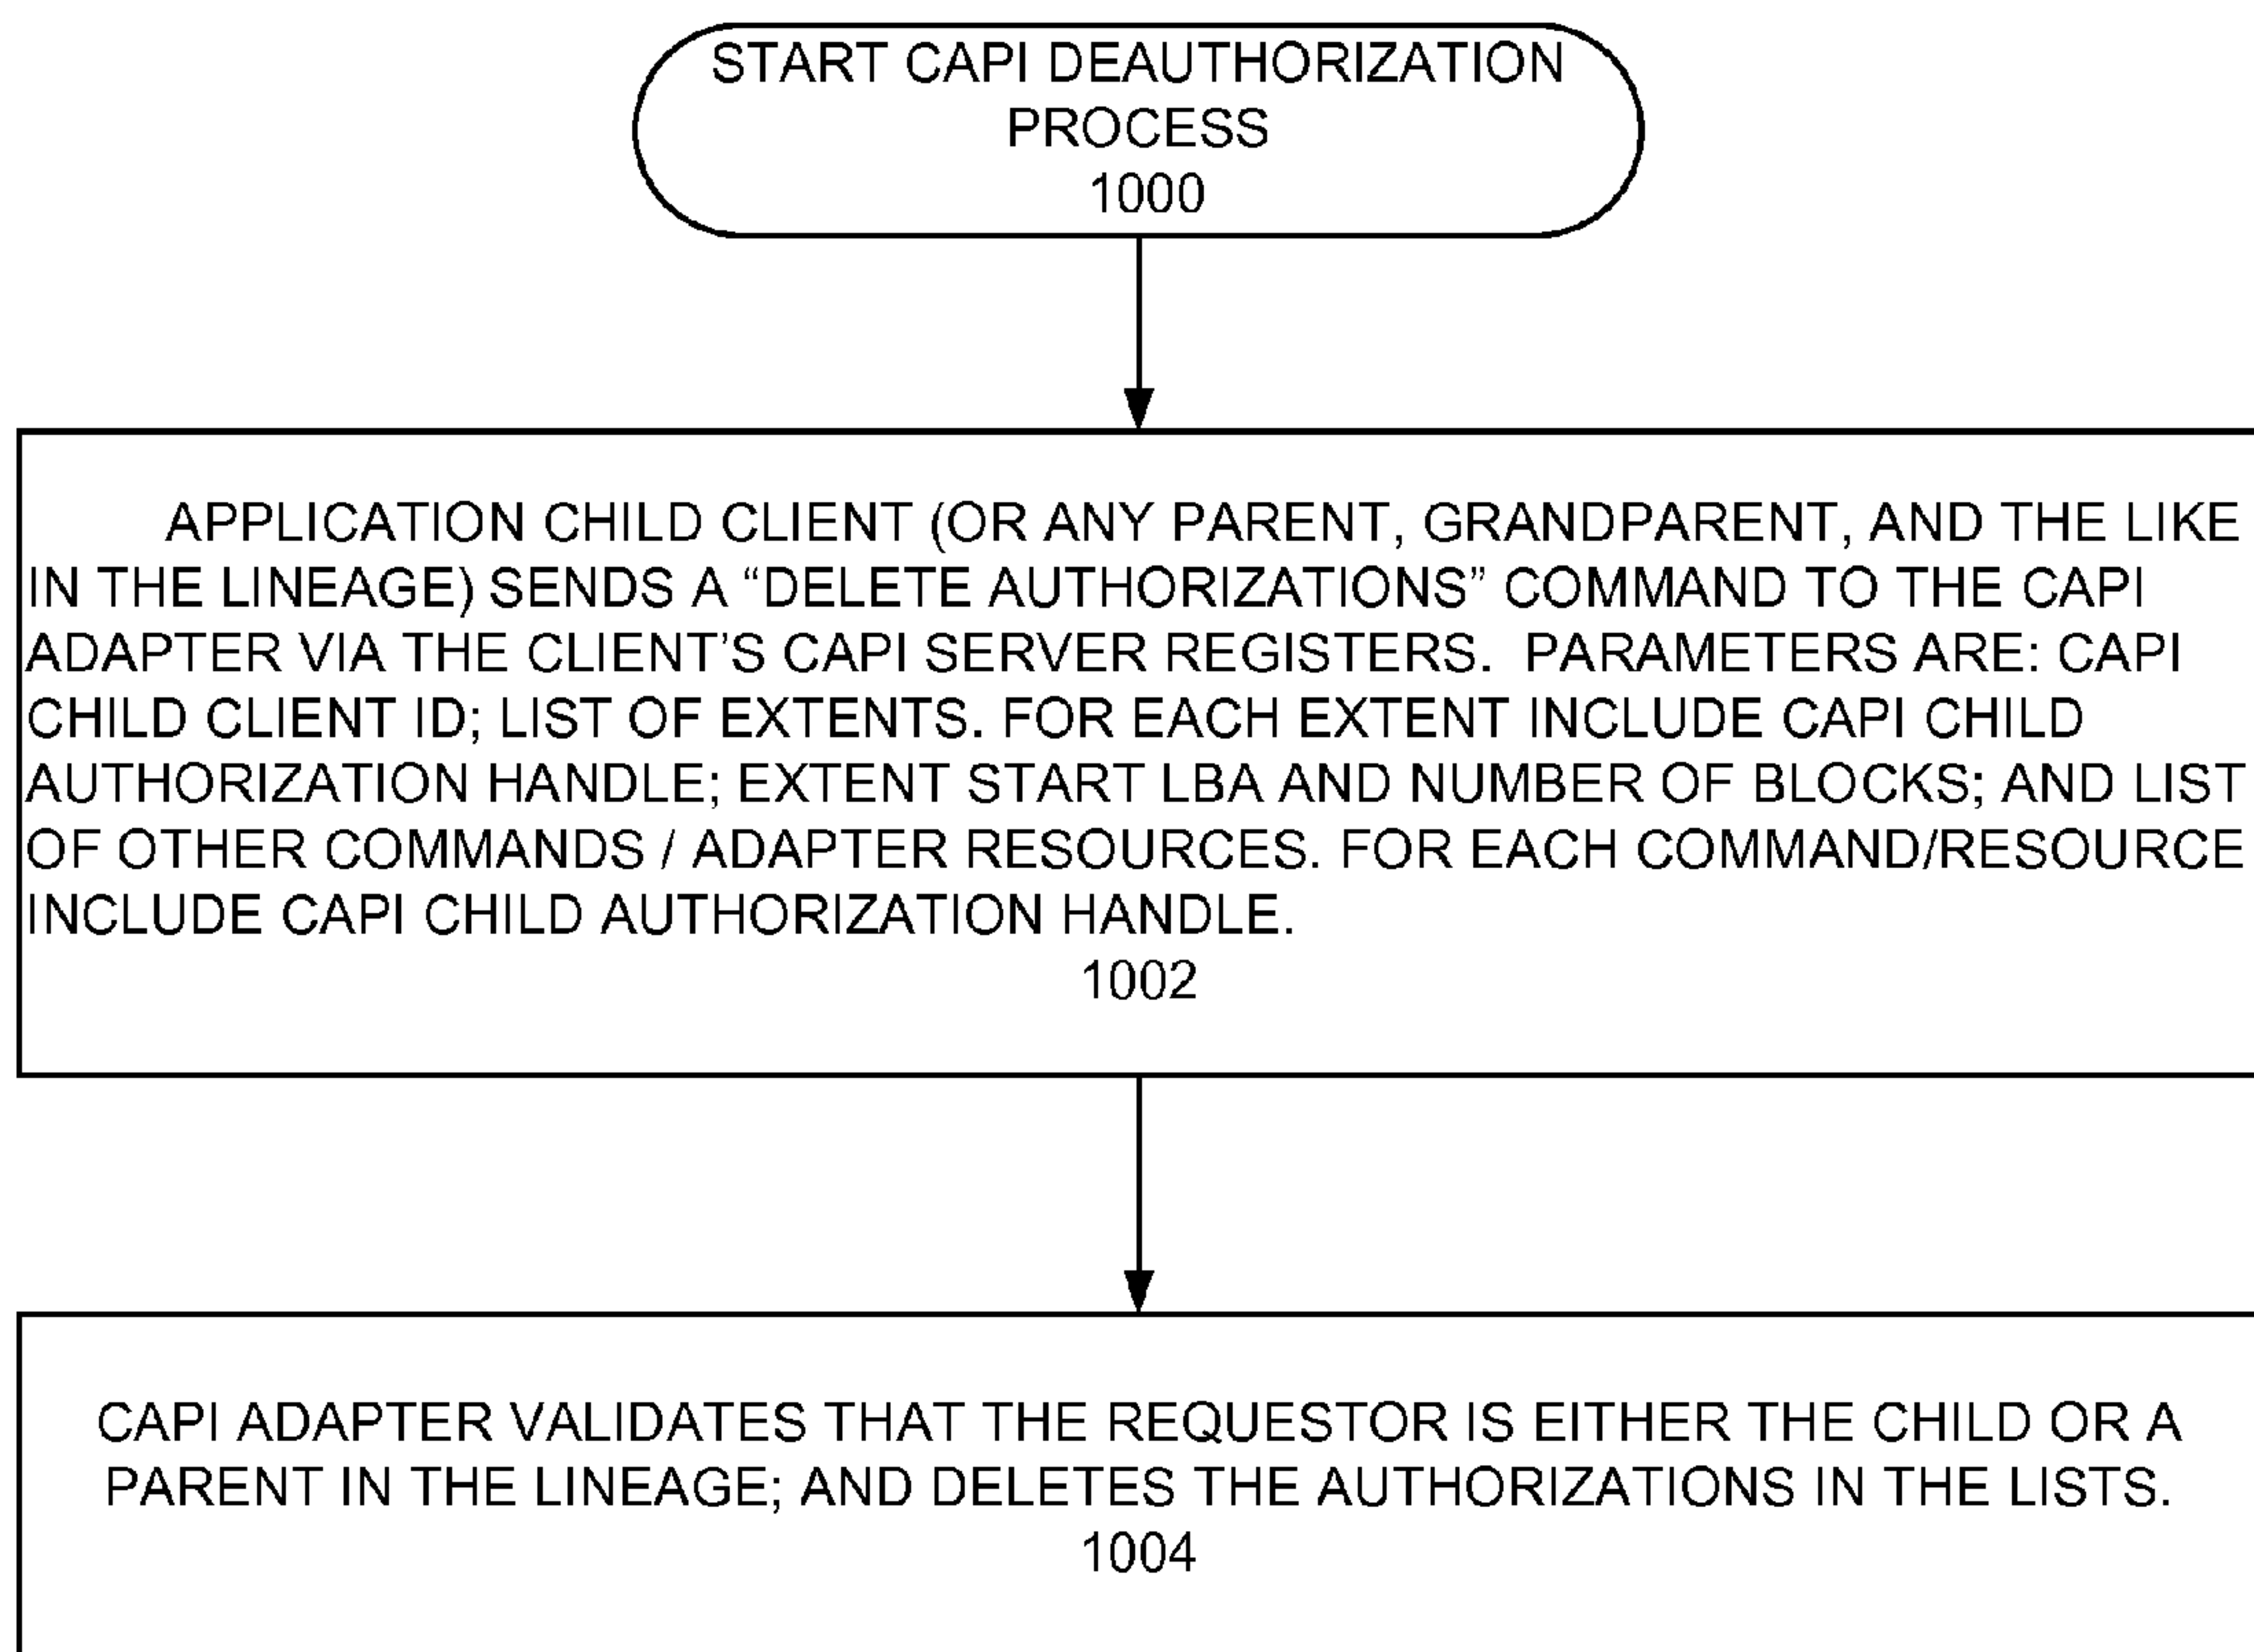 START CAPI DEAUTHORIZATION
PROCESS
1000
APPLICATION CHILD CLIENT (OR ANY PARENT, GRANDPARENT, AND THE LIKE
IN THE LINEAGE) SENDS A “DELETE AUTHORIZATIONS” COMMAND TO THE CAPI
ADAPTER VIA THE CLIENT’S CAPI SERVER REGISTERS. PARAMETERS ARE: CAPI
CHILD CLIENT ID; LIST OF EXTENTS. FOR EACH EXTENT INCLUDE CAPI CHILD
AUTHORIZATION HANDLE; EXTENT START LBA AND NUMBER OF BLOCKS; AND LIST
OF OTHER COMMANDS / ADAPTER RESOURCES. FOR EACH COMMAND/RESOURCE
INCLUDE CAPI CHILD AUTHORIZATION HANDLE.
1002
CAPI ADAPTER VALIDATES THAT THE REQUESTOR IS EITHER THE CHILD OR A
PARENT IN THE LINEAGE; AND DELETES THE AUTHORIZATIONS IN THE LISTS.
1004